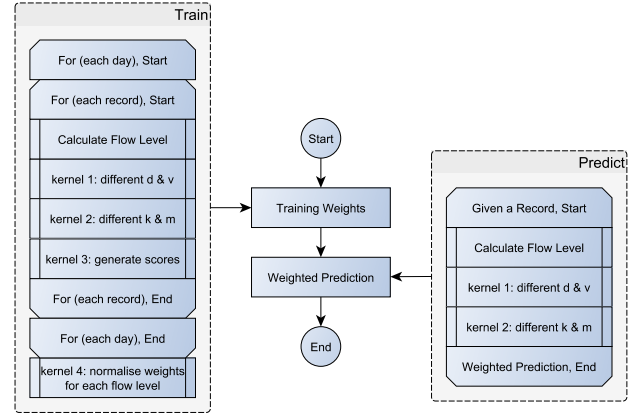 Train
For (each day), Start
For (each record), Start
Calculate Flow Level
kernel 1: different d & v
kernel 2: different k & m
kernel 3: generate scores
For (each record), End
For (each day), End
kernel 4: normalise weights
for each flow level
Start
Training Weights
Weighted Prediction
End
Predict
Given a Record, Start
Calculate Flow Level
kernel 1: different d & v
kernel 2: different k & m
Weighted Prediction, End